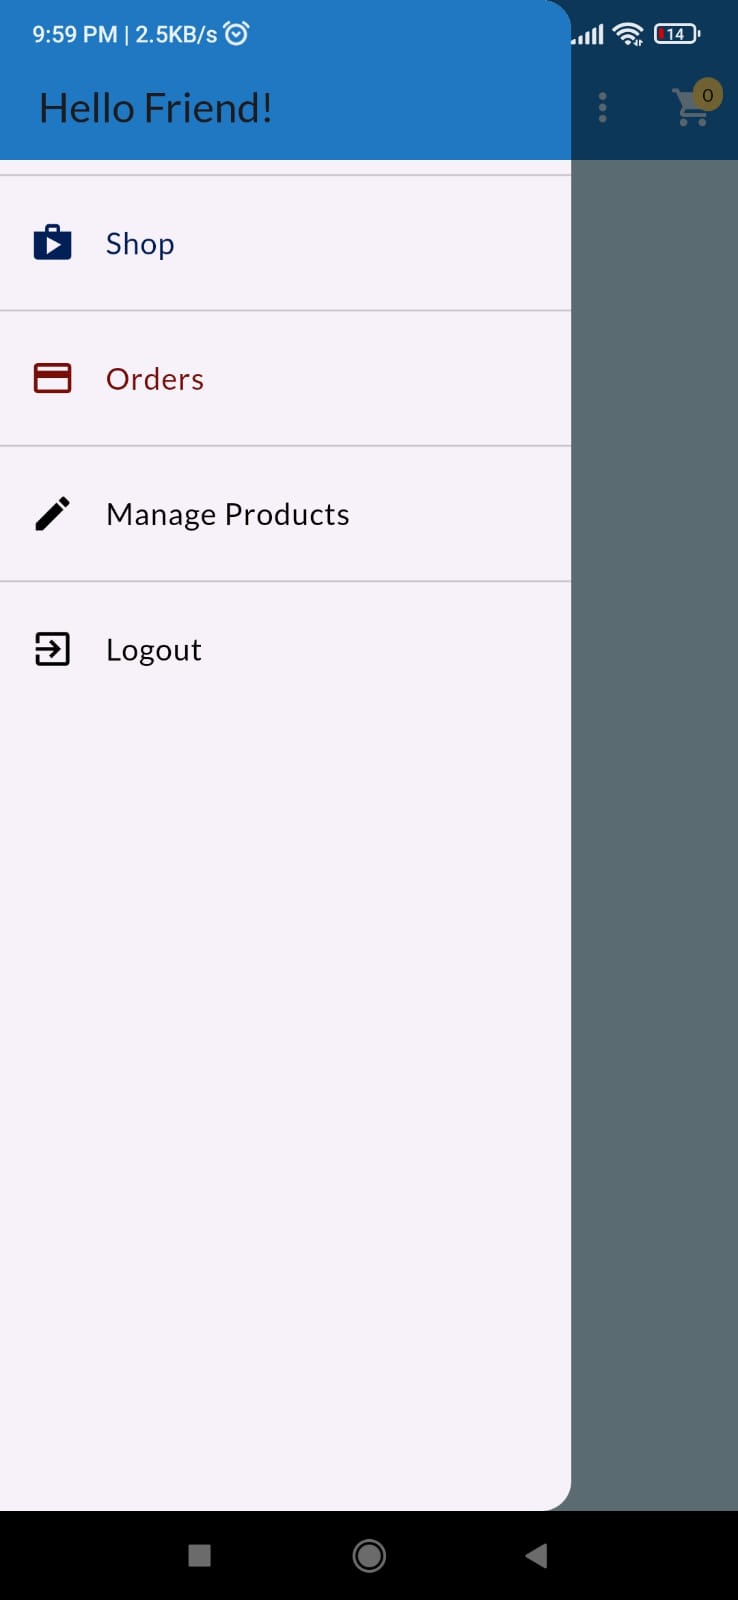 9:59 PM | 2.5KB/s
14
Hello Friend!
0
Shop
Orders
Manage Products
Logout